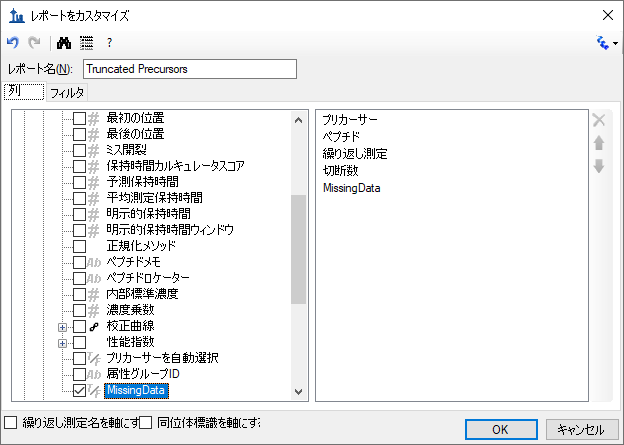 レポートをカスタマイズ
?
レポート名(N): Truncated Precursors
列 フィルタ
# 最初の位置
# 最後の位置
# ミス開裂
# 保持時間カルキュレータスコア
# 予測保持時間
# 平均測定保持時間
# 明示的保持時間
# 明示的保持時間ウィンドウ
正規化メソッド
Ab ペプチドメモ
Ab ペプチドロケーター
# 内部標準濃度
# 濃度乗数
校正曲線
性能指数
T/F プリカーサーを自動選択
Ab 属性グループID
T/F MissingData
プリカーサー
ペプチド
繰り返し測定
切断数
MissingData
繰り返し測定名を軸にす 同位体標識を軸にす
OK キャンセル